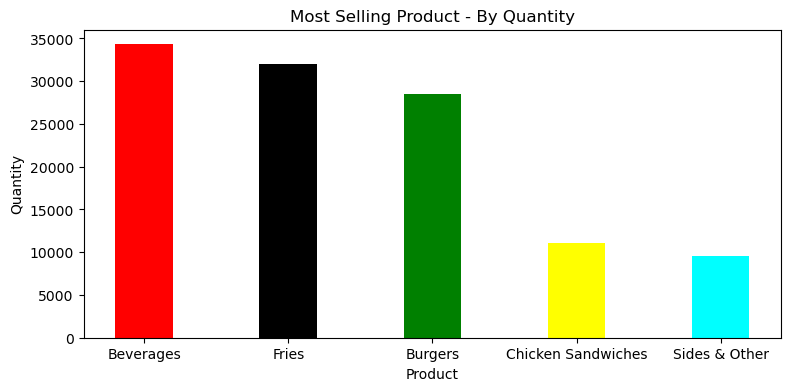 Most Selling Product - By Quantity
35000
30000
25000
20000
15000
10000
5000
0
Quantity
Beverages Fries Burgers Chicken Sandwiches Sides & Other
Product